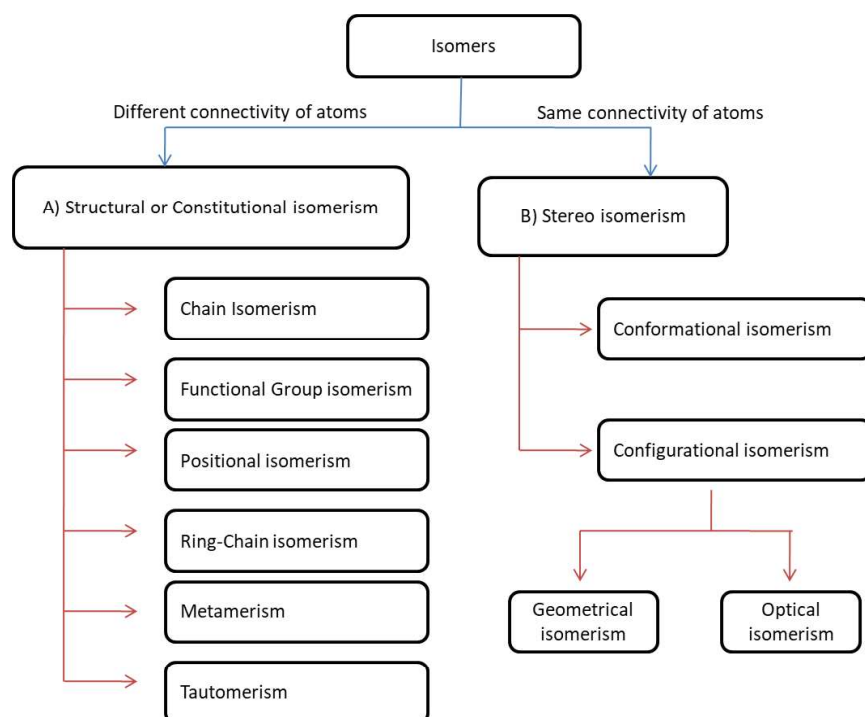 Isomers
Different connectivity of atoms
Same connectivity of atoms
A) Structural or Constitutional isomerism
B) Stereo isomerism
Chain Isomerism
Functional Group isomerism
Positional isomerism
Ring-Chain isomerism
Metamerism
Tautomerism
Conformational isomerism
Configurational isomerism
Geometrical
isomerism
Optical
isomerism